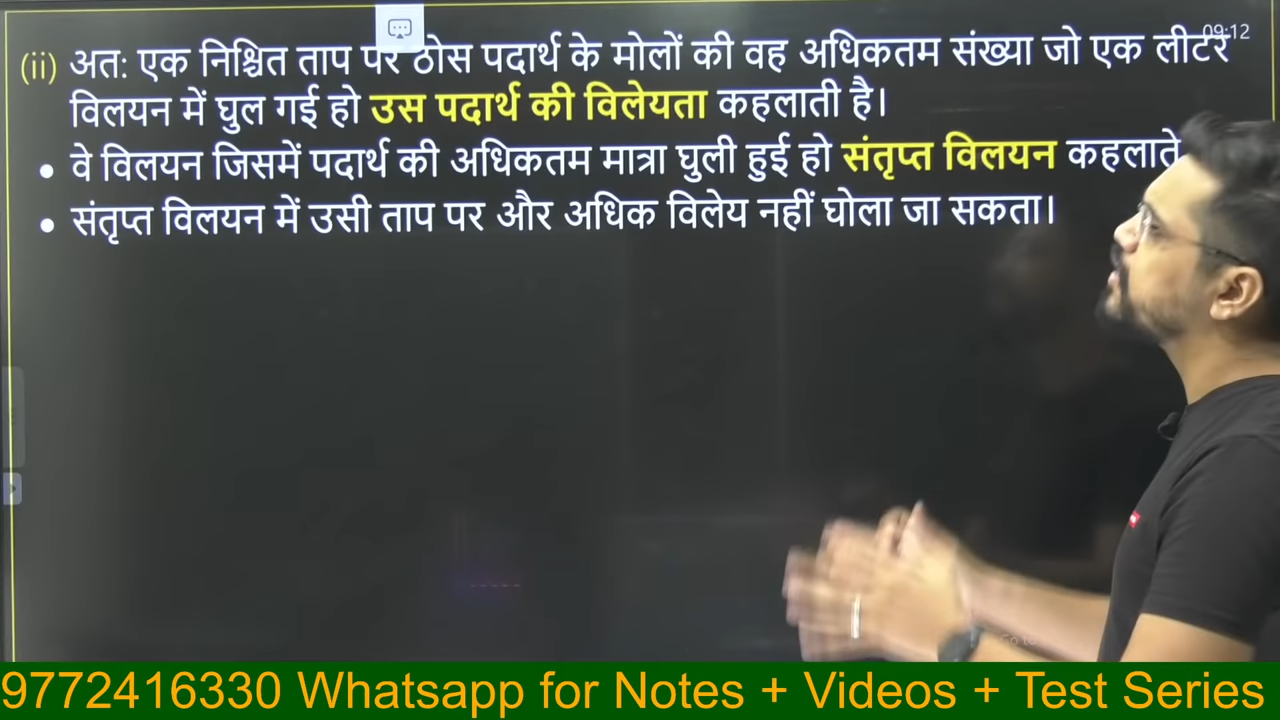 09:12
(ii) अत: एक निश्चित ताप पर ठोस पदार्थ के मोलों की वह अधिकतम संख्या जो एक लीटर
विलयन में घुल गई हो उस पदार्थ की विलेयता कहलाती है।
• वे विलयन जिसमें पदार्थ की अधिकतम मात्रा घुली हुई हो संतृप्त विलयन कहलाते
• संतृप्त विलयन में उसी ताप पर और अधिक विलेय नहीं घोला जा सकता।
9772416330 Whatsapp for Notes + Videos + Test Series